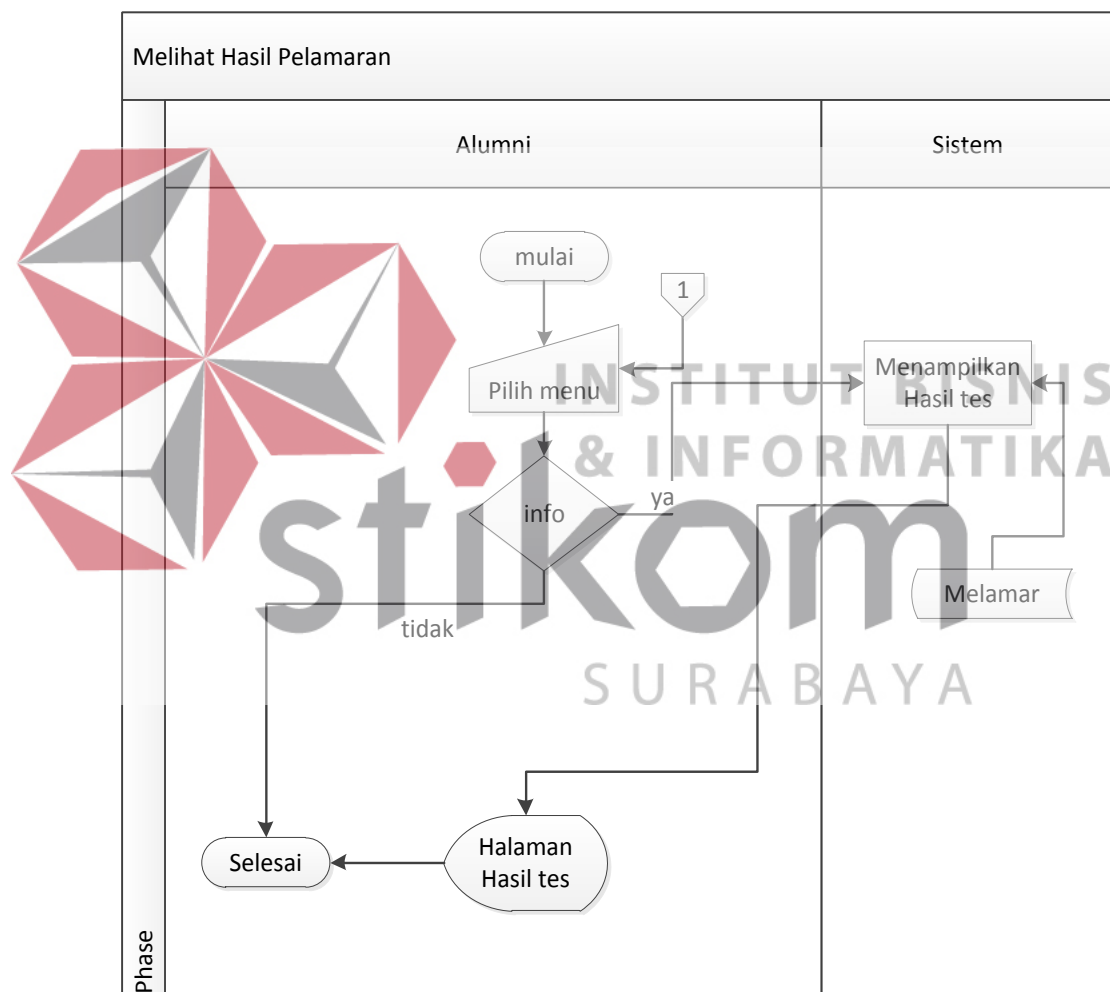 Melihat Hasil Pelamaran
Alumni
Sistem
mulai
1
Pilih menu
INSTITUT BISNIS
Menampilkan
Hasil tes
& INFORMATIKA
ya
info
stikom
Melamar
tidak
SURABAYA
Halaman
Hasil tes
Selesai
Phase